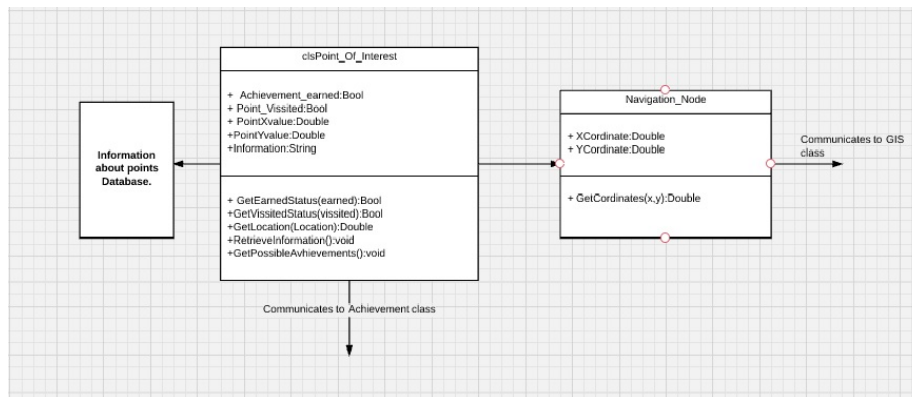 clsPoint_Of_Interest
+ Achievement_earned:Bool
+ Point_Vissited:Bool
+ PointXvalue:Double
+PointYvalue:Double
+Information:String
+ GetEarnedStatus(earned):Bool
+GetVissitedStatus(vissited):Bool
+GetLocation(Location):Double
+RetrieveInformation():void
+GetPossibleAvhievements():void
Information
about points
Database.
Navigation_Node
+ XCordinate:Double
+ YCordinate:Double
+ GetCordinates(x,y):Double
Communicates to GIS
class
Communicates to Achievement class